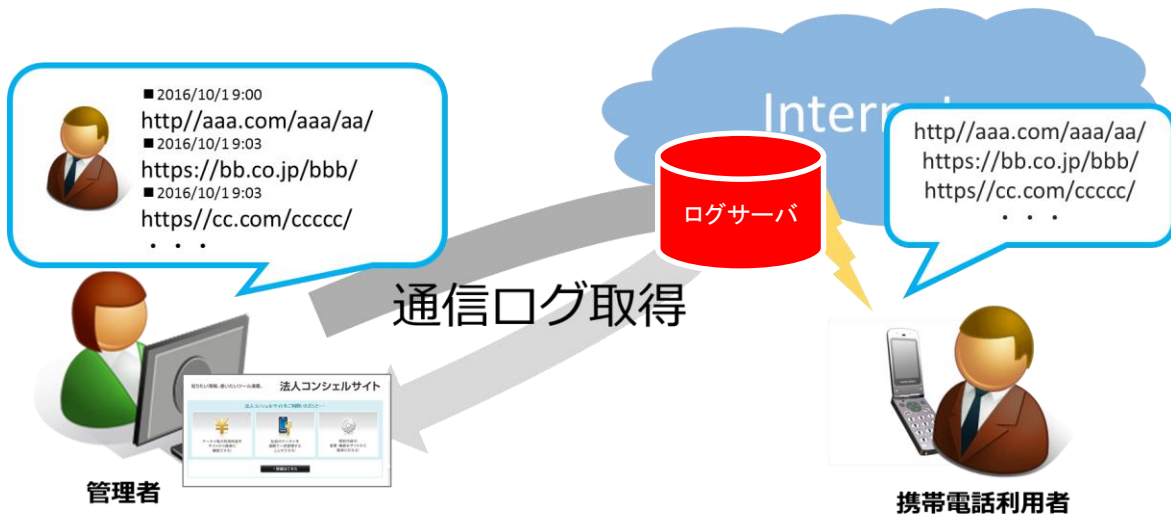 ■2016/10/1 9:00
http//aaa.com/aaa/aa/
■2016/10/1 9:03
https://bb.co.jp/bbb/
■2016/10/1 9:03
https//cc.com/ccccc/
・・・
Intern
http//aaa.com/aaa/aa/
https://bb.co.jp/bbb/
https//cc.com/ccccc/
・・・
ログサーバ
通信ログ取得
法人コンシェルサイト
管理者
携帯電話利用者